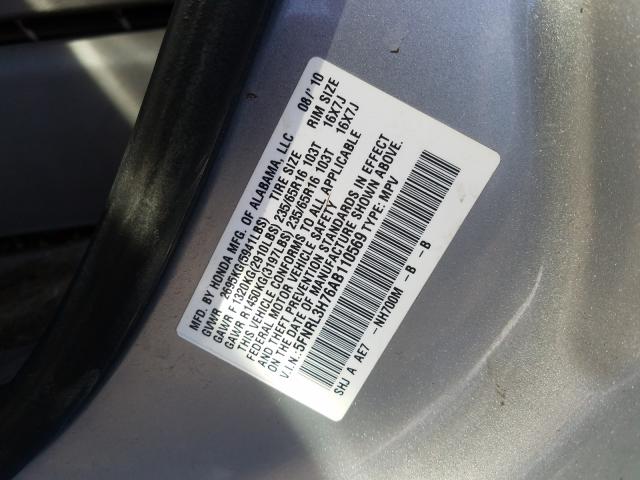 MFD. BY HONDA MFG. OF ALABAMA, LLC 08/'10
GVWR 2695KG(5941LBS) TIRE SIZE RIM SIZE
GAWR F 1320KG(2910LBS) 235/65R16 103T 16X7J
GAWR R 1450KG(3197LBS) 235/65R16 103T 16X7J
THIS VEHICLE CONFORMS TO ALL APPLICABLE
FEDERAL MOTOR VEHICLE SAFETY
AND THEFT PREVENTION STANDARDS IN EFFECT
ON THE DATE OF MANUFACTURE SHOWN ABOVE.
V.I.N.:5FNRL3H76AB110569 TYPE: MPV
SHJ A AE7 -NH700M -B -B